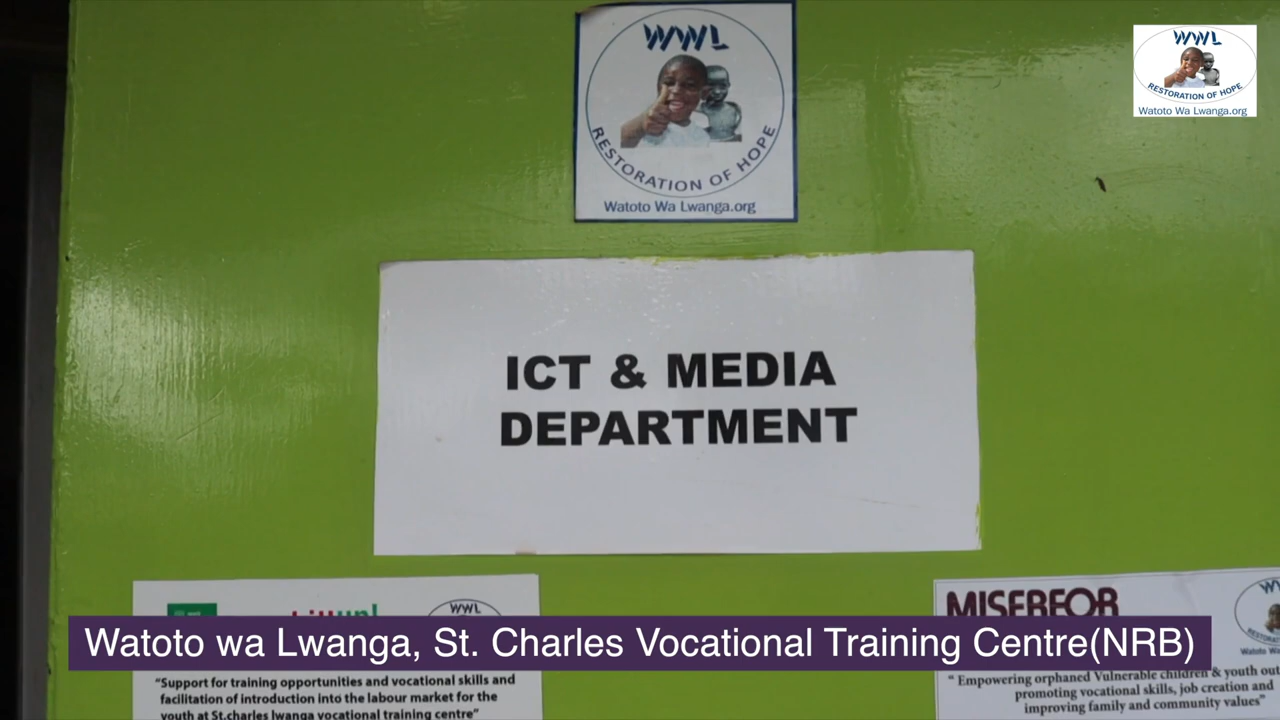 WWL
RESTORATION OF HOPE
Watoto Wa Lwanga.org
WWL
RESTORATION OF HOPE
Watoto Wa Lwanga.org
ICT & MEDIA
DEPARTMENT
WWL
MISEREOR
Watoto wa Lwanga, St. Charles Vocational Training Centre(NRB)
"Support for training opportunities and vocational skills and
facilitation of introduction into the labour market for the
youth at St.charles lwanga vocational training centre"
" Empowering orphaned Vulnerable children & youth out
promoting vocational skills, job creation and
improving family and community values"